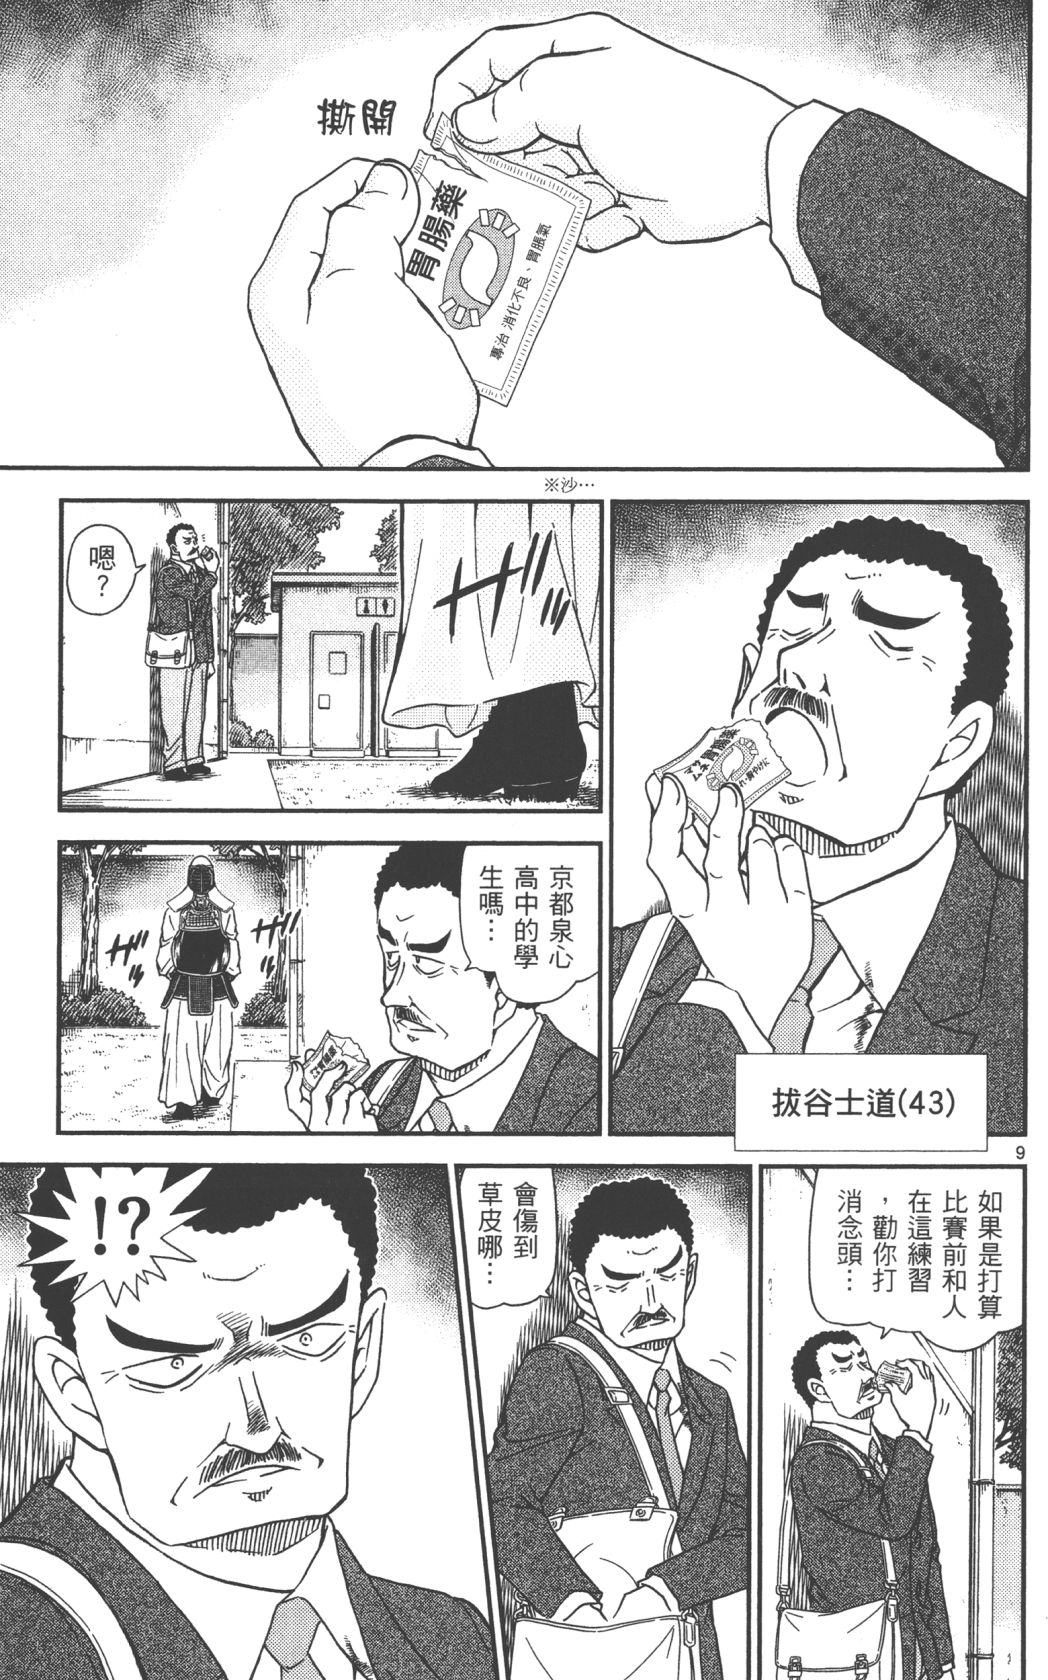 撕開
胃腸藥
專治 消化不良、胃脹氣
※沙…
拔谷士道(43)
嗯?
京都泉心
高中的學
生嗎…
9
如果是打算
比賽前和人
在這練習
，勸你打
消念頭…
會傷到
草皮哪…
!?